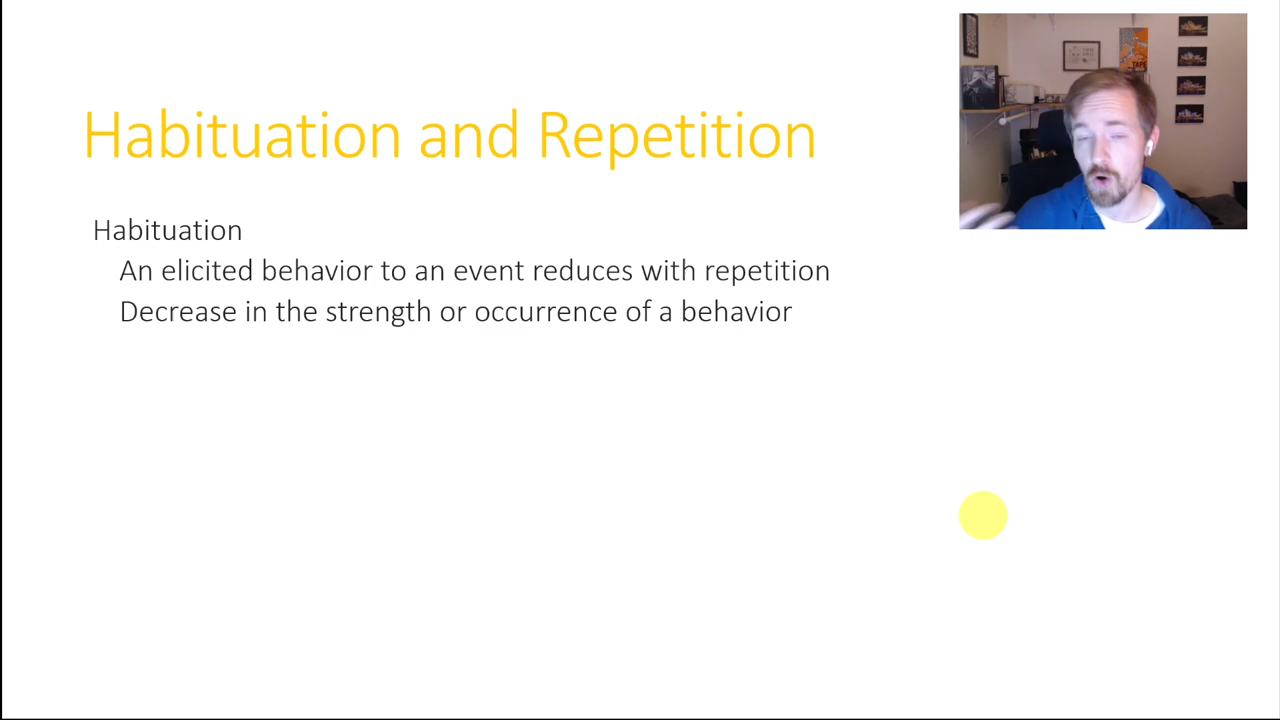 Habituation and Repetition
Habituation
An elicited behavior to an event reduces with repetition
Decrease in the strength or occurrence of a behavior